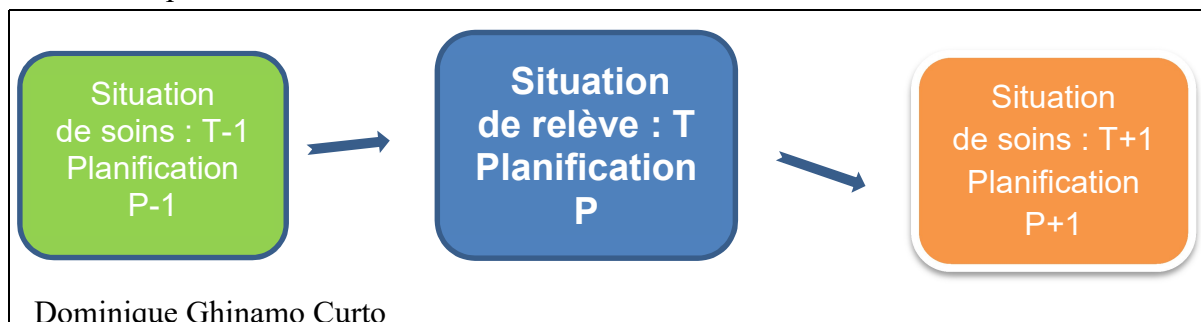 Situation
de soins : T-1
Planification
P-1
Situation
de relève : T
Planification
P
Situation
de soins : T+1
Planification
P+1
Dominique Ghinamo Curto